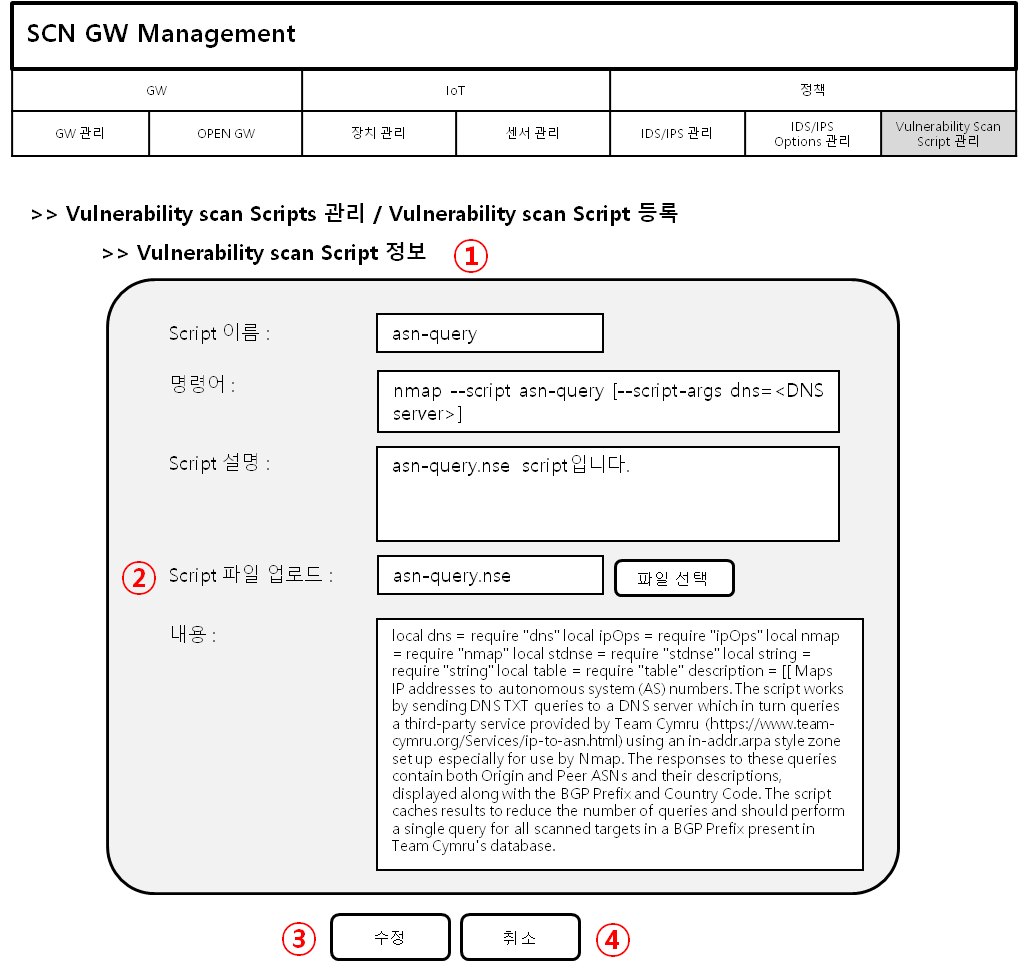 SCN GW Management
GW
IoT
정책
GW 관리
OPEN GW
장치 관리
센서 관리
IDS/IPS 관리
IDS/IPS
Options 관리
Vulnerability Scan
Script 관리
>> Vulnerability scan Scripts 관리 / Vulnerability scan Script 등록
>> Vulnerability scan Script 정보 ①
Script 이름 : asn-query
명령어 : nmap --script asn-query [--script-args dns=<DNS
server>]
Script 설명 : asn-query.nse script입니다.
② Script 파일 업로드 : asn-query.nse 파일 선택
내용 :
local dns = require "dns" local ipOps = require "ipOps" local nmap
= require "nmap" local stdnse = require "stdnse" local string =
require "string" local table = require "table" description = [[ Maps
IP addresses to autonomous system (AS) numbers. The script works
by sending DNS TXT queries to a DNS server which in turn queries
a third-party service provided by Team Cymru (https://www.team-
cymru.org/Services/ip-to-asn.html) using an in-addr.arpa style zone
set up especially for use by Nmap. The responses to these queries
contain both Origin and Peer ASNs and their descriptions,
displayed along with the BGP Prefix and Country Code. The script
caches results to reduce the number of queries and should perform
a single query for all scanned targets in a BGP Prefix present in
Team Cymru's database.
③ 수정 취소 ④